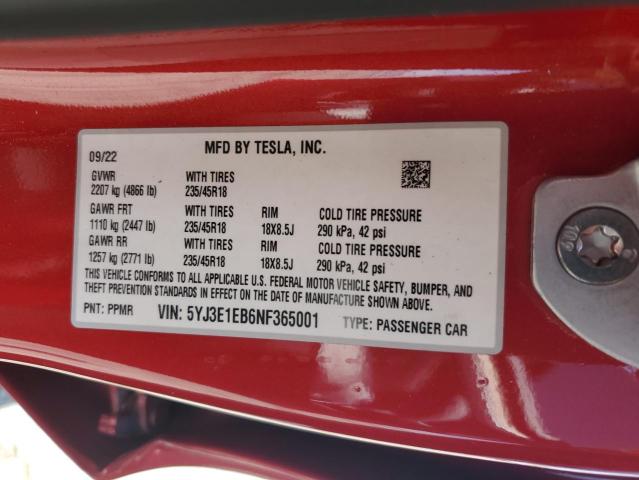 MFD BY TESLA, INC.
09/22
GVWR WITH TIRES
2207 kg (4866 lb) 235/45R18
GAWR FRT WITH TIRES RIM COLD TIRE PRESSURE
1110 kg (2447 lb) 235/45R18 18X8.5J 290 kPa, 42 psi
GAWR RR WITH TIRES RIM COLD TIRE PRESSURE
1257 kg (2771 lb) 235/45R18 18X8.5J 290 kPa, 42 psi
THIS VEHICLE CONFORMS TO ALL APPLICABLE U.S. FEDERAL MOTOR VEHICLE SAFETY, BUMPER, AND
THEFT PREVENTION STANDARDS IN EFFECT ON THE DATE OF MANUFACTURE SHOWN ABOVE.
PNT: PPMR VIN: 5YJ3E1EB6NF365001 TYPE: PASSENGER CAR